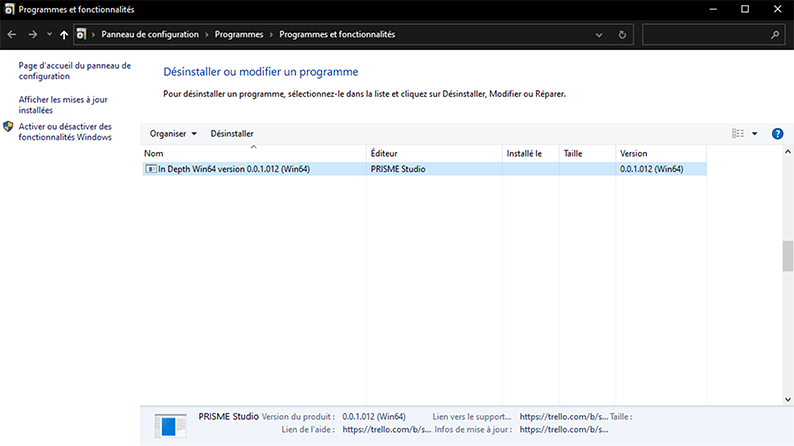 Programmes et fonctionnalités
Panneau de configuration > Programmes > Programmes et fonctionnalités
Page d'accueil du panneau de
configuration
Afficher les mises à jour
installées
Activer ou désactiver des
fonctionnalités Windows
Désinstaller ou modifier un programme
Pour désinstaller un programme, sélectionnez-le dans la liste et cliquez sur Désinstaller, Modifier ou Réparer.
Organiser Désinstaller
Nom Éditeur Installé le Taille Version
In Depth Win64 version 0.0.1.012 (Win64) PRISME Studio 0.0.1.012 (Win64)
PRISME Studio Version du produit : 0.0.1.012 (Win64) Lien vers le support... https://trello.com/b/s... Taille :
Lien de l'aide : https://trello.com/b/s... Infos de mise à jour : https://trello.com/b/s...